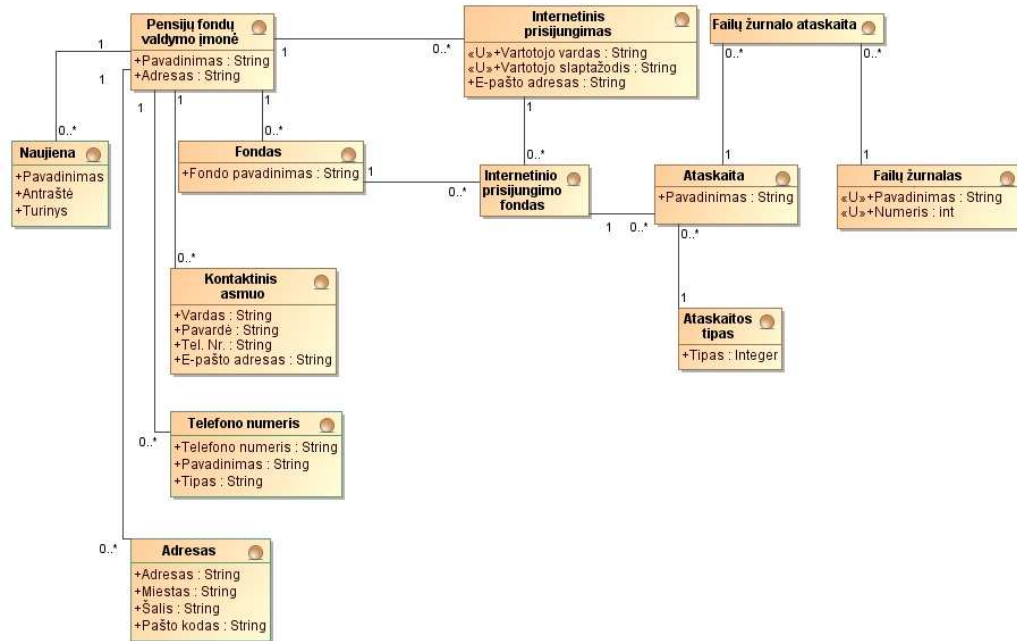 Pensijų fondų
valdymo įmonė
+Pavadinimas : String
+Adresas : String
Internetinis
prisijungimas
«U»+Vartotojo vardas : String
«U»+Vartotojo slaptažodis : String
+E-pašto adresas : String
Failų žurnalo ataskaita
1
1
1
1
1
1
0..*
0..*
0..*
1
0..*
0..*
0..*
1
1
Naujiena
+Pavadinimas
+Antraštė
+Turinys
Fondas
+Fondo pavadinimas : String
1
0..*
Internetinio
prisijungimo
fondas
1
0..*
Ataskaita
+Pavadinimas : String
Failų žurnalas
«U»+Pavadinimas : String
«U»+Numeris : int
0..*
0..*
1
Kontaktinis
asmuo
+Vardas : String
+Pavardė : String
+Tel. Nr. : String
+E-pašto adresas : String
Ataskaitos
tipas
+Tipas : Integer
0..*
Telefono numeris
+Telefono numeris : String
+Pavadinimas : String
+Tipas : String
0..*
Adresas
+Adresas : String
+Miestas : String
+Šalis : String
+Pašto kodas : String